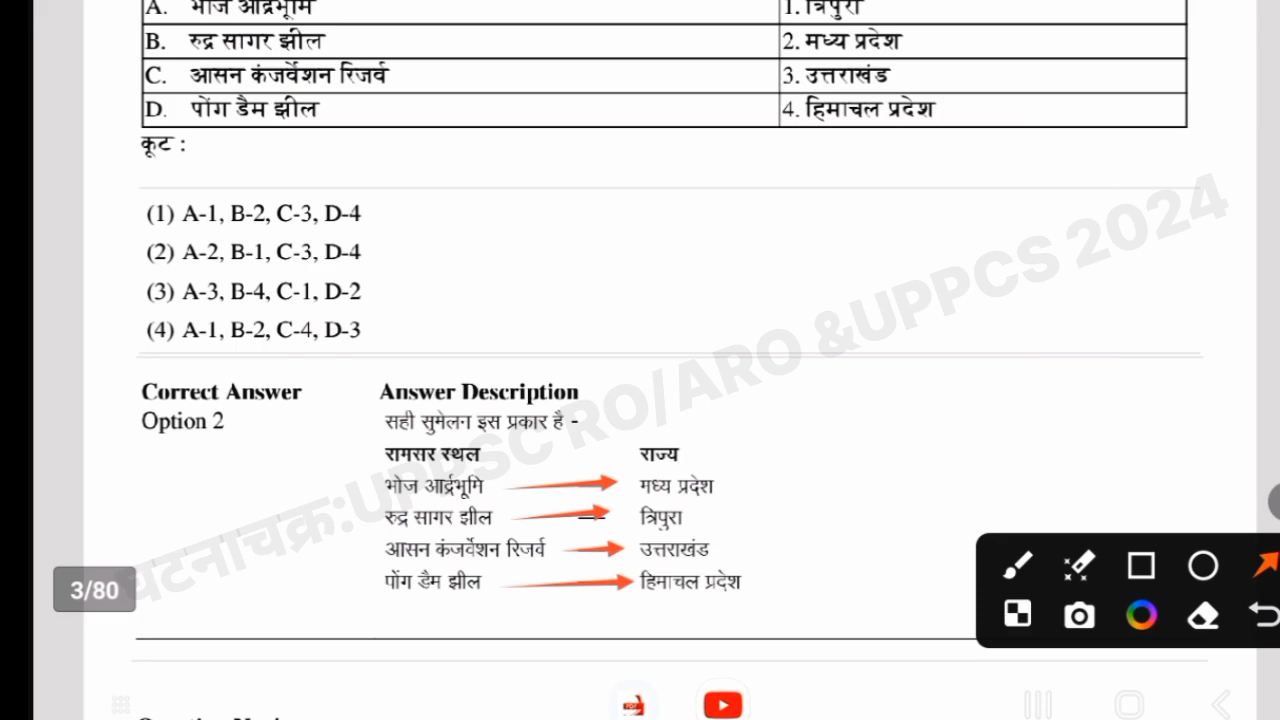 A. भोज आर्द्रभूमि 1. त्रिपुरा
B. रुद्र सागर झील 2. मध्य प्रदेश
C. आसन कंजर्वेशन रिजर्व 3. उत्तराखंड
D. पोंग डैम झील 4. हिमाचल प्रदेश
कूट :
(1) A-1, B-2, C-3, D-4
(2) A-2, B-1, C-3, D-4
(3) A-3, B-4, C-1, D-2
(4) A-1, B-2, C-4, D-3
Correct Answer Answer Description
Option 2 सही सुमेलन इस प्रकार है -
रामसर स्थल राज्य
भोज आर्द्रभूमि मध्य प्रदेश
रुद्र सागर झील — त्रिपुरा
आसन कंजर्वेशन रिजर्व उत्तराखंड
पोंग डैम झील हिमाचल प्रदेश
घटनाचक्र:UPPSC RO/ARO &UPPCS 2024
3/80
PDF